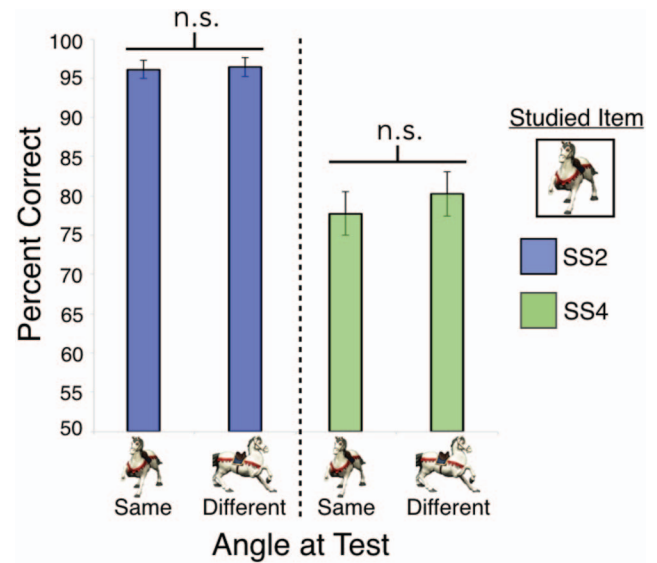 n.s.
100
95
90
85
80
75
70
65
60
55
50
Percent Correct
n.s.
Studied Item
SS2
SS4
Same Different Same Different
Angle at Test